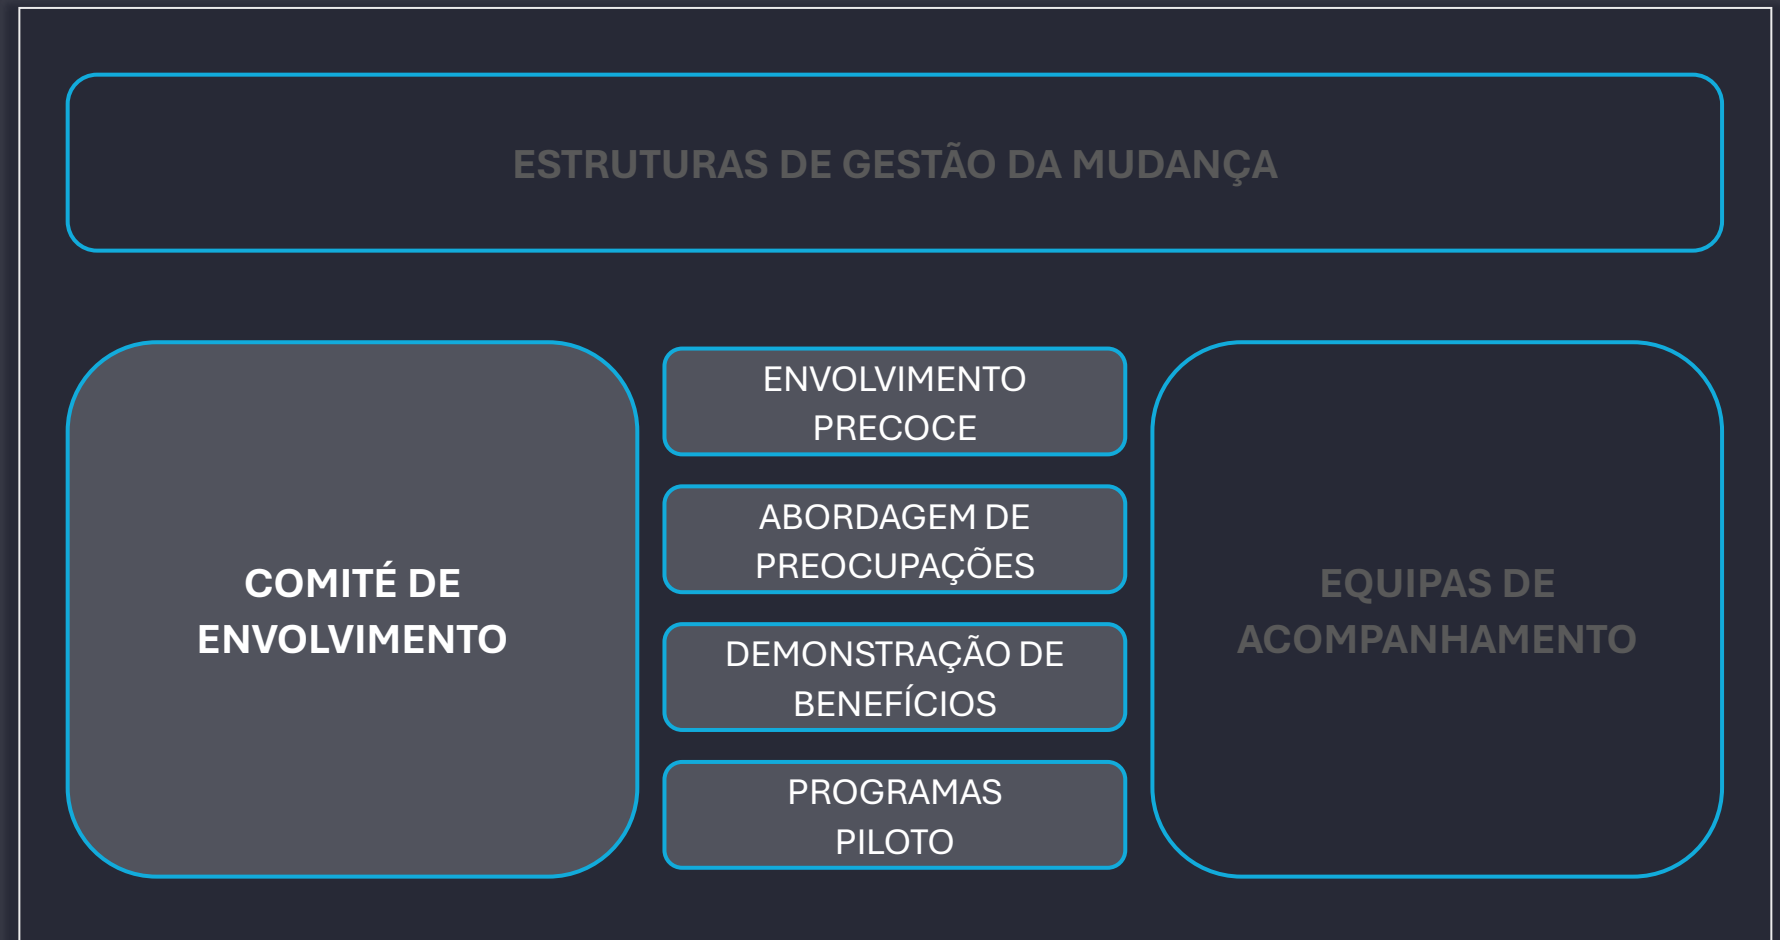 ESTRUTURAS DE GESTÃO DA MUDANÇA
COMITÉ DE
ENVOLVIMENTO
ENVOLVIMENTO
PRECOCE
ABORDAGEM DE
PREOCUPAÇÕES
DEMONSTRAÇÃO DE
BENEFÍCIOS
PROGRAMAS
PILOTO
EQUIPAS DE
ACOMPANHAMENTO